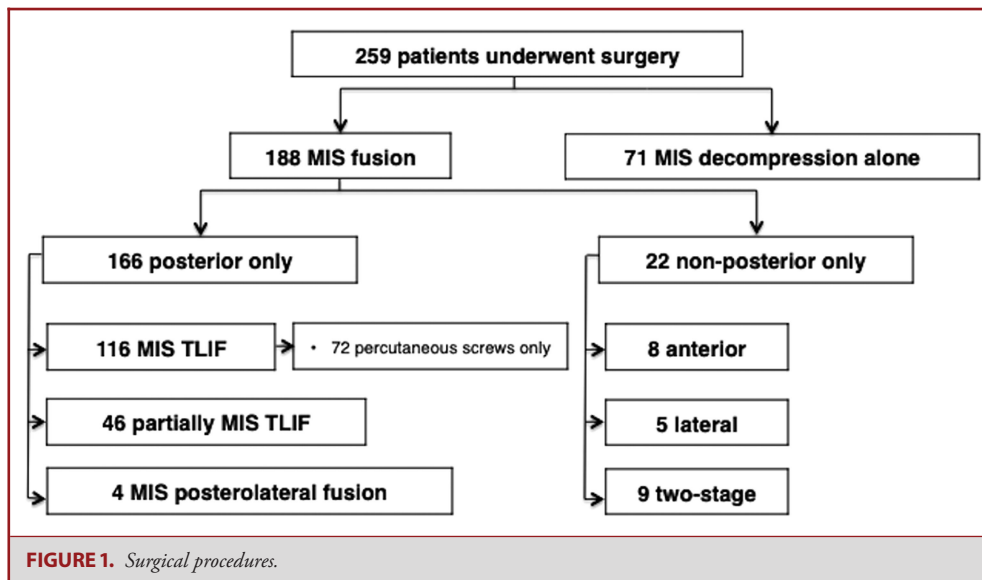 259 patients underwent surgery
188 MIS fusion
71 MIS decompression alone
166 posterior only
22 non-posterior only
116 MIS TLIF
• 72 percutaneous screws only
8 anterior
46 partially MIS TLIF
5 lateral
4 MIS posterolateral fusion
9 two-stage
FIGURE 1. Surgical procedures.